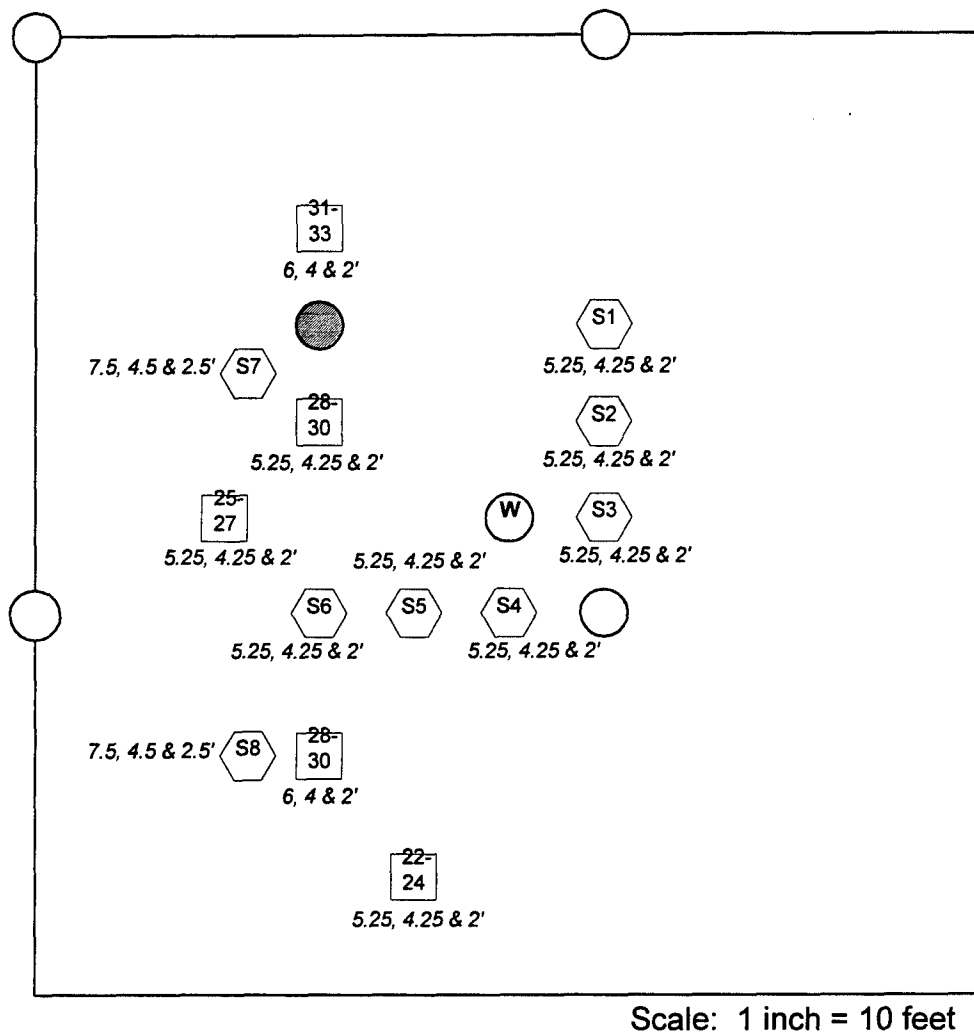 31-
33
6, 4 & 2'
S1
7.5, 4.5 & 2.5'
S7
5.25, 4.25 & 2'
28-
30
S2
5.25, 4.25 & 2'
5.25, 4.25 & 2'
25-
27
W
S3
5.25, 4.25 & 2'
5.25, 4.25 & 2'
5.25, 4.25 & 2'
S6
S5
S4
5.25, 4.25 & 2'
5.25, 4.25 & 2'
7.5, 4.5 & 2.5'
S8
28-
30
6, 4 & 2'
22-
24
5.25, 4.25 & 2'
Scale: 1 inch = 10 feet